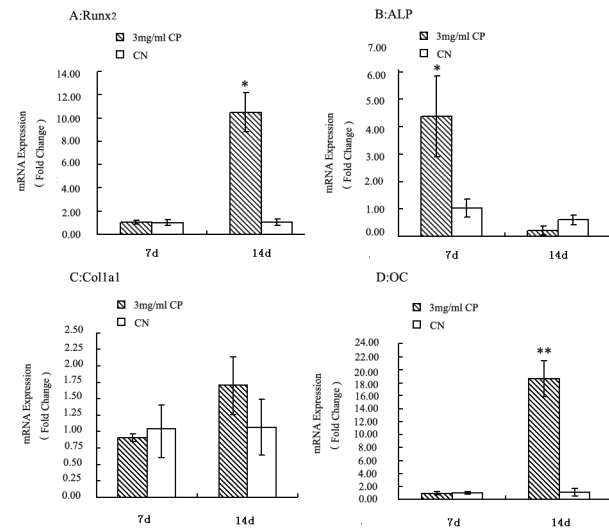 A:Runx2
3mg/ml CP
CN
mRNA Expression
( Fold Change )
14.00
12.00
10.00
8.00
6.00
4.00
2.00
0.00
*
7d
14d
B:ALP
3mg/ml CP
CN
mRNA Expression
( Fold Change )
7.00
6.00
5.00
4.00
3.00
2.00
1.00
0.00
*
7d
14d
C:Col1a1
3mg/ml CP
CN
mRNA Expression
( Fold Change )
2.50
2.25
2.00
1.75
1.50
1.25
1.00
0.75
0.50
0.25
0.00
7d
14d
D:OC
3mg/ml CP
CN
mRNA Expression
( Fold Change )
24.00
22.00
20.00
18.00
16.00
14.00
12.00
10.00
8.00
6.00
4.00
2.00
0.00
**
7d
14d